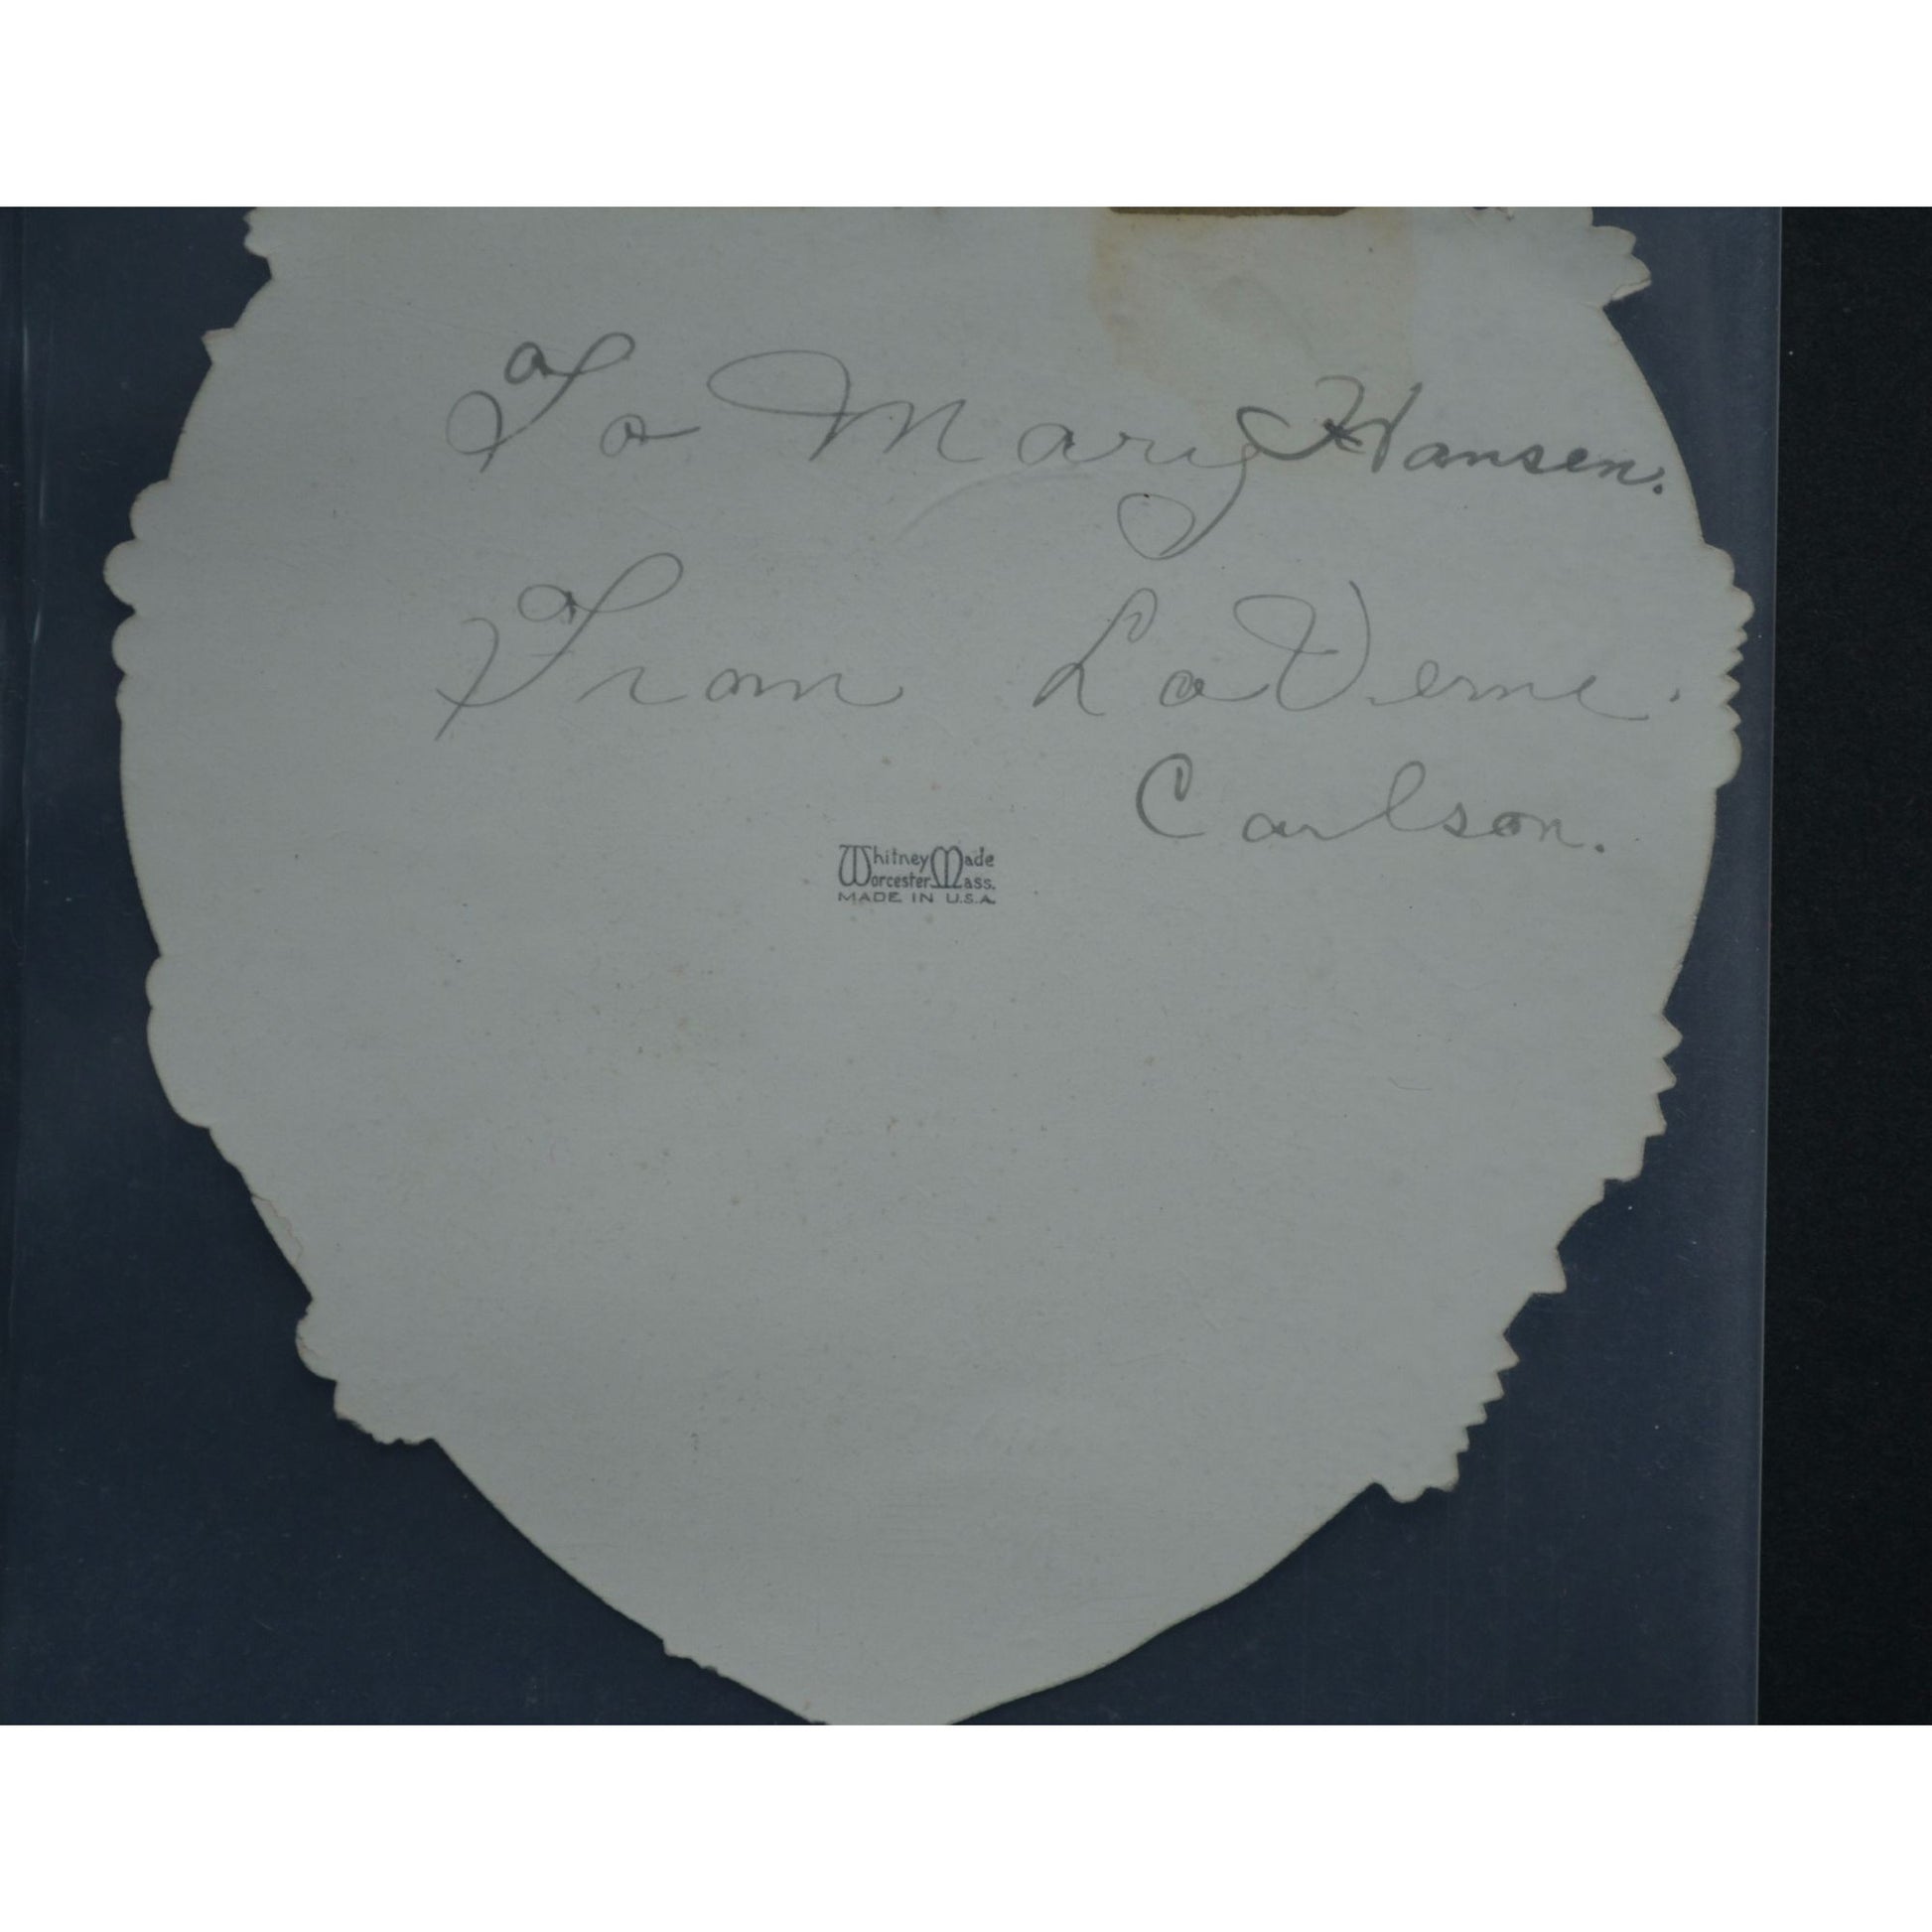 To Mary Hansen.
From LaVerne.
Carlson.
Whitney Made
Worcester Mass.
MADE IN U.S.A.